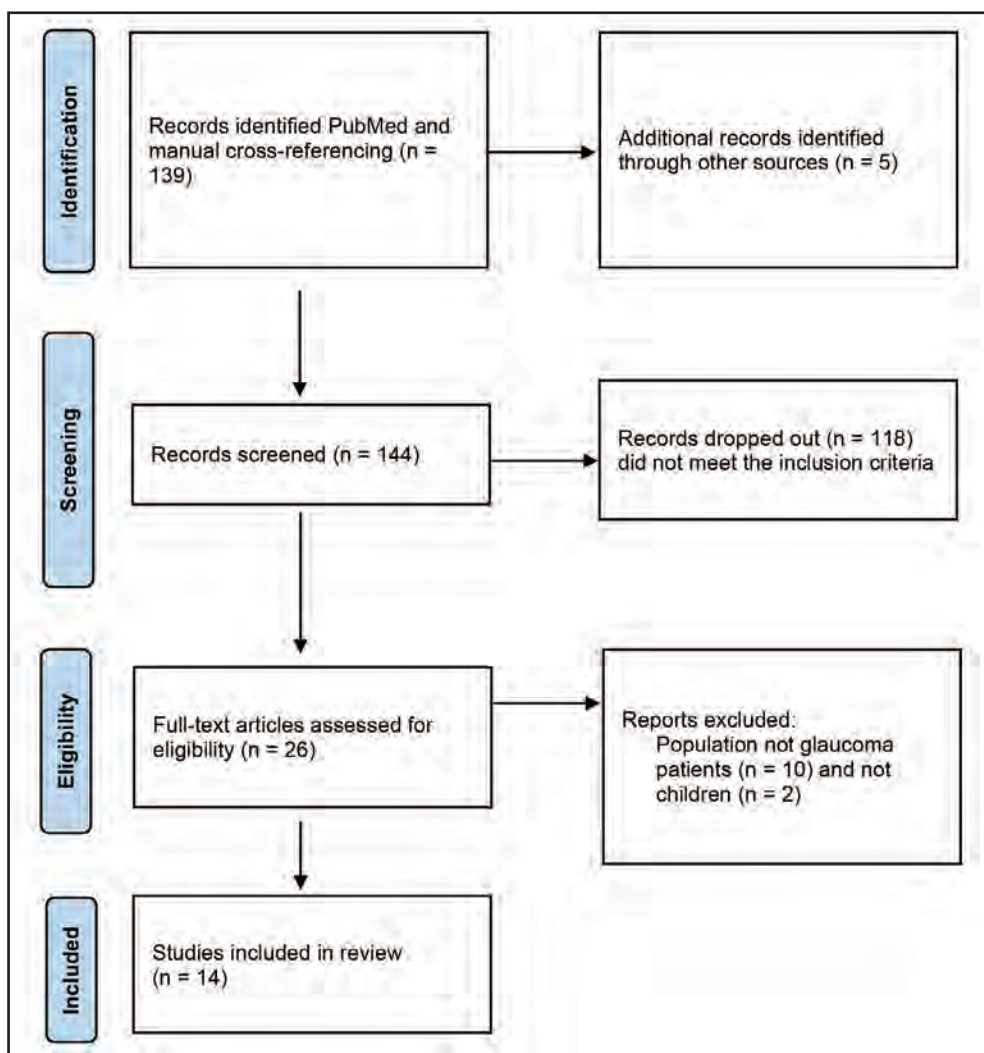 Identification
Records identified PubMed and
manual cross-referencing (n =
139)
Additional records identified
through other sources (n = 5)
Screening
Records screened (n = 144)
Records dropped out (n = 118)
did not meet the inclusion criteria
Eligibility
Full-text articles assessed for
eligibility (n = 26)
Reports excluded:
Population not glaucoma
patients (n = 10) and not
children (n = 2)
Included
Studies included in review
(n = 14)